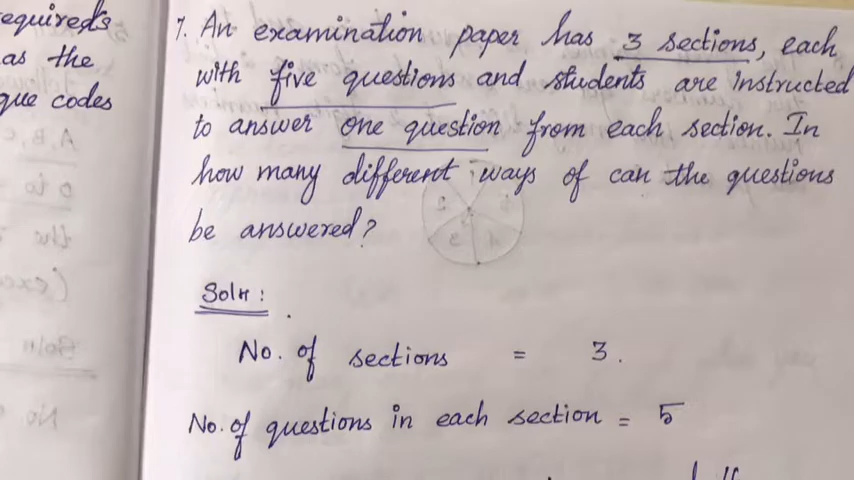 equireds
as the
que codes
7. An examination paper has 3 sections, each
with five questions and students are instructed
to answer one question from each section. In
how many different ways of can the questions
be answered?
Soln:
No. of sections = 3.
No. of questions in each section = 5